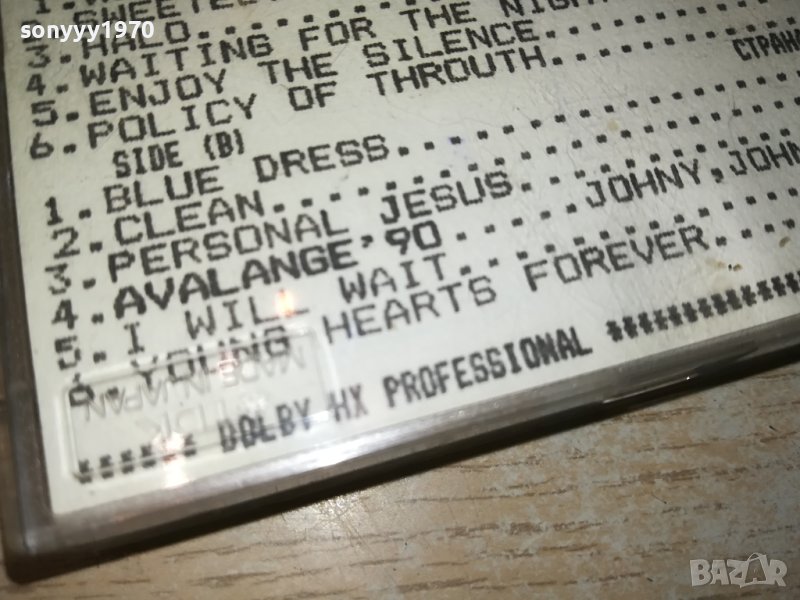 sonyyy1970
3.HALO
4.WAITING FOR THE
5.ENJOY THE SILENCE
6.POLICY OF THROUTH
SIDE (B)
1.BLUE DRESS
2.CLEAN
3.PERSONAL JESUS
4.AVALANGE'90.....JOHNY,JOHN
5.I WILL WAIT
6.YOUNG HEARTS FOREVER
DOLBY HX PROFESSIONAL
MADE IN JAPAN
TDK
BAZAR